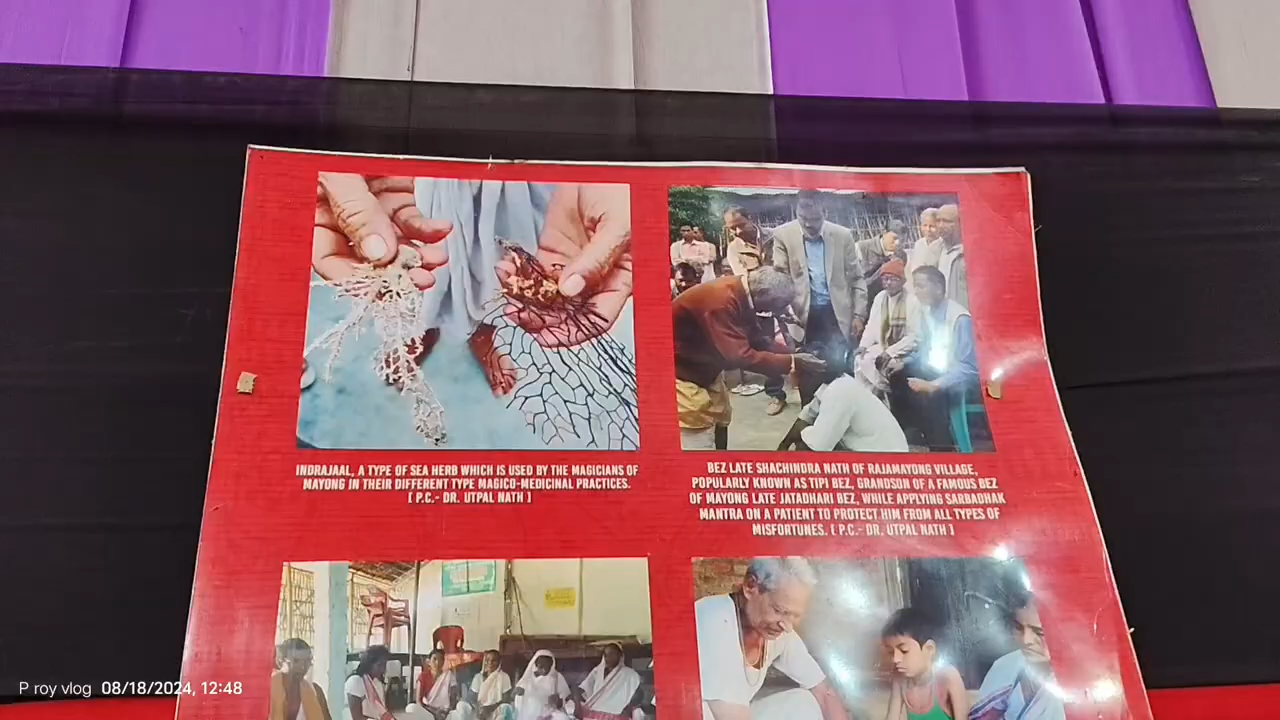 INDRAJAAL, A TYPE OF SEA HERB WHICH IS USED BY THE MAGICIANS OF
MAYONG IN THEIR DIFFERENT TYPE MAGICO-MEDICINAL PRACTICES.
[ P.C.- DR. UTPAL NATH ]
BEZ LATE SHACHINDRA NATH OF RAJAMAYONG VILLAGE,
POPULARLY KNOWN AS TIPI BEZ, GRANDSON OF A FAMOUS BEZ
OF MAYONG LATE JATADHARI BEZ, WHILE APPLYING SARBADHAK
MANTRA ON A PATIENT TO PROTECT HIM FROM ALL TYPES OF
MISFORTUNES. [ P.C.- DR. UTPAL NATH ]
P roy vlog 08/18/2024, 12:48